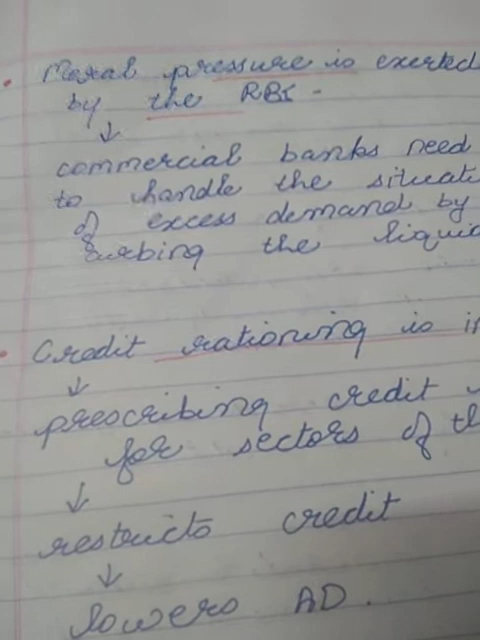 Moral pressure is exerted
by the RBI -
↓
commercial banks need
to handle the situat
of excess demand by
curbing the liquid
Credit rationing is
↓
prescribing credit
for sectors of th
↓
restricts credit
↓
lowers AD.